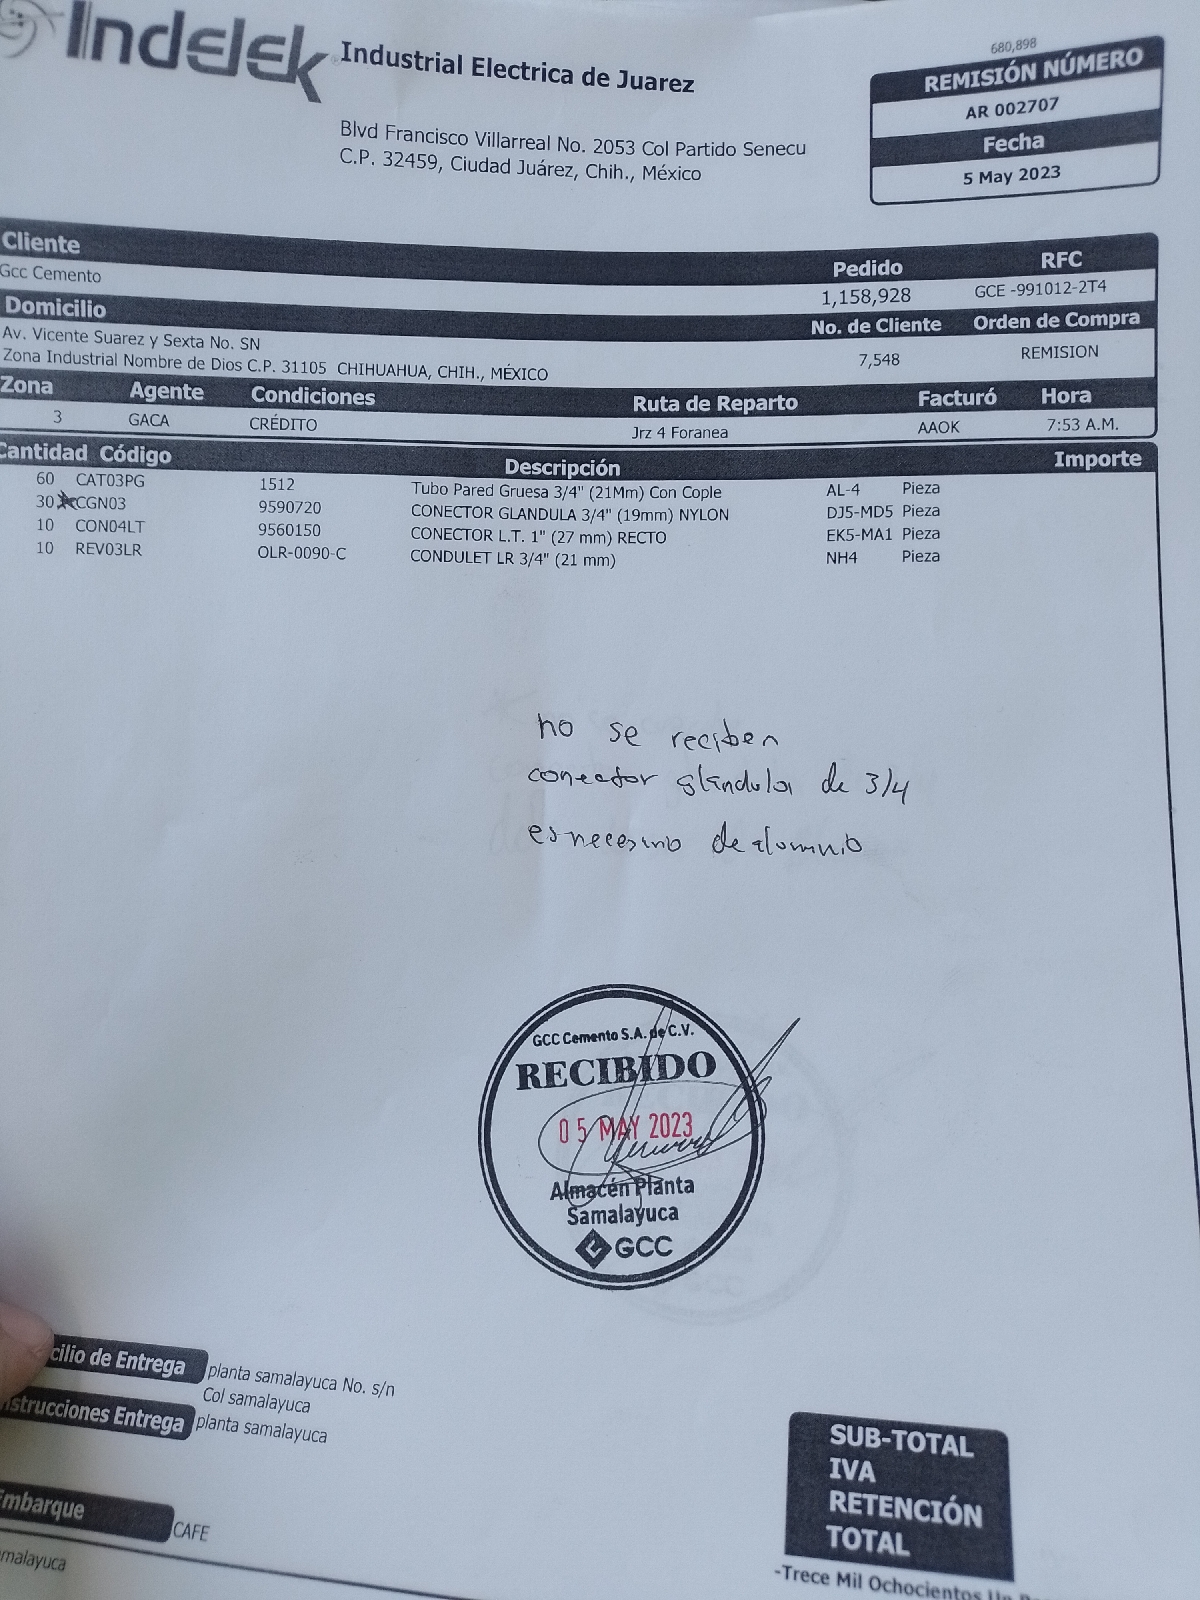 Indelek
Industrial Electrica de Juarez
Blvd Francisco Villarreal No. 2053 Col Partido Senecu
C.P. 32459, Ciudad Juárez, Chih., México
680,898
REMISIÓN NÚMERO
AR 002707
Fecha
5 May 2023
Cliente Pedido RFC
Gcc Cemento 1,158,928 GCE -991012-2T4
Domicilio No. de Cliente Orden de Compra
Av. Vicente Suarez y Sexta No. SN 7,548 REMISION
Zona Industrial Nombre de Dios C.P. 31105 CHIHUAHUA, CHIH., MÉXICO
Zona Agente Condiciones Ruta de Reparto Facturó Hora
3 GACA CRÉDITO Jrz 4 Foranea AAOK 7:53 A.M.
Cantidad Código Descripción Importe
60 CAT03PG 1512 Tubo Pared Gruesa 3/4" (21Mm) Con Cople AL-4 Pieza
30 CGN03 9590720 CONECTOR GLANDULA 3/4" (19mm) NYLON DJ5-MD5 Pieza
10 CON04LT 9560150 CONECTOR L.T. 1" (27 mm) RECTO EK5-MA1 Pieza
10 REV03LR OLR-0090-C CONDULET LR 3/4" (21 mm) NH4 Pieza
no se reciben
conector glándula de 3/4
es necesario de aluminio
GCC Cemento S.A. de C.V.
RECIBIDO
05 MAY 2023
Almacén Planta
Samalayuca
GCC
cilio de Entrega planta samalayuca No. s/n
Col samalayuca
nstrucciones Entrega planta samalayuca
Embarque CAFE
malayuca
SUB-TOTAL
IVA
RETENCIÓN
TOTAL
-Trece Mil Ochocientos Un